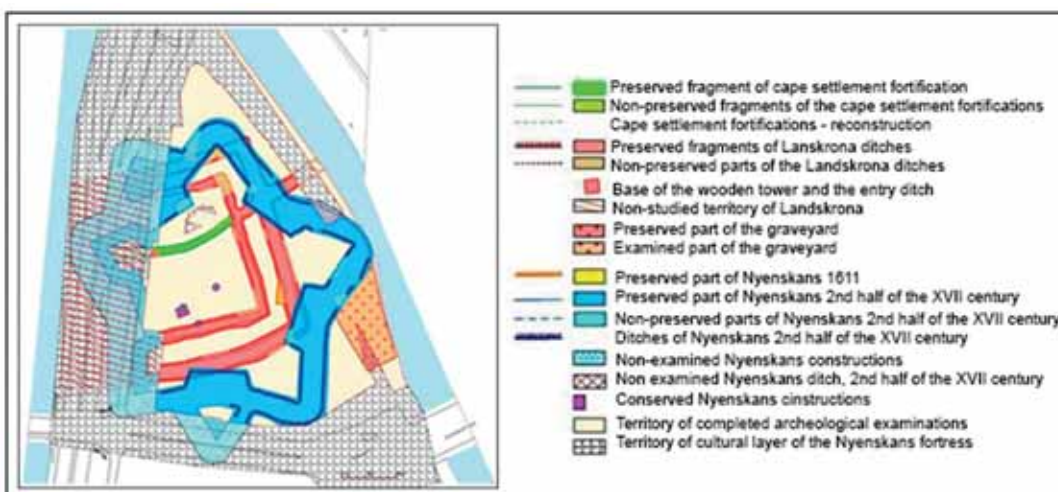 Preserved fragment of cape settlement fortification
Non-preserved fragments of the cape settlement fortifications
Cape settlement fortifications - reconstruction
Preserved fragments of Lanskrona ditches
Non-preserved parts of the Landskrona ditches
Base of the wooden tower and the entry ditch
Non-studied territory of Landskrona
Preserved part of the graveyard
Examined part of the graveyard
Preserved part of Nyenskans 1611
Preserved part of Nyenskans 2nd half of the XVII century
Non-preserved parts of Nyenskans 2nd half of the XVII century
Ditches of Nyenskans 2nd half of the XVII century
Non-examined Nyenskans constructions
Non examined Nyenskans ditch, 2nd half of the XVII century
Conserved Nyenskans cinstructions
Territory of completed archeological examinations
Territory of cultural layer of the Nyenskans fortress